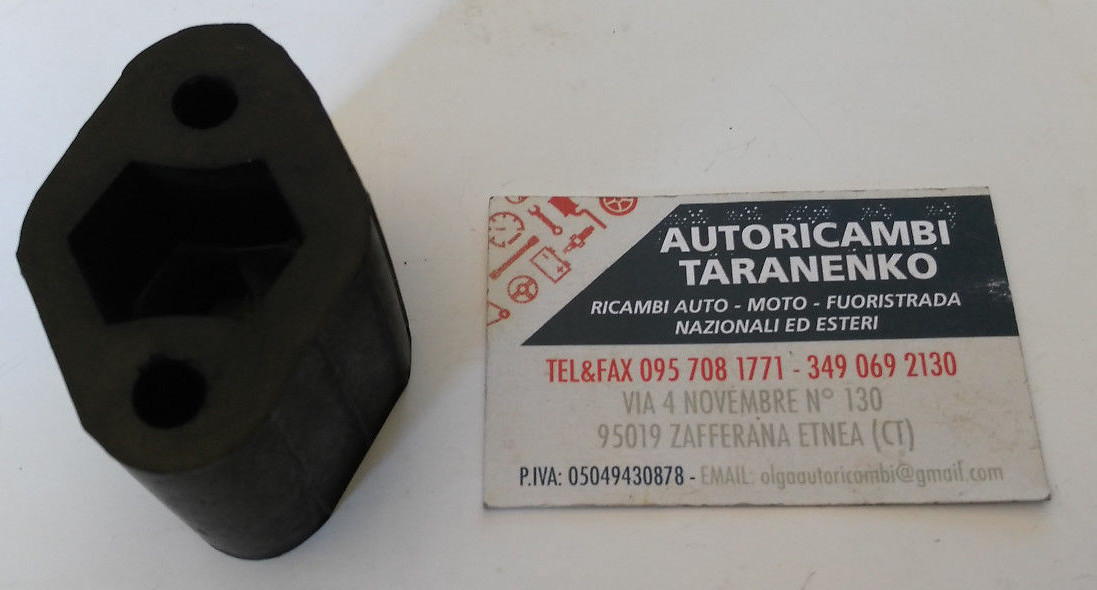 AUTORICAMBI
TARANENKO
RICAMBI AUTO - MOTO - FUORISTRADA
NAZIONALI ED ESTERI
TEL&FAX 095 708 1771 - 349 069 2130
VIA 4 NOVEMBRE N° 130
95019 ZAFFERANA ETNEA (CT)
P.IVA: 05049430878 - EMAIL: olgaautoricambi@gmail.com